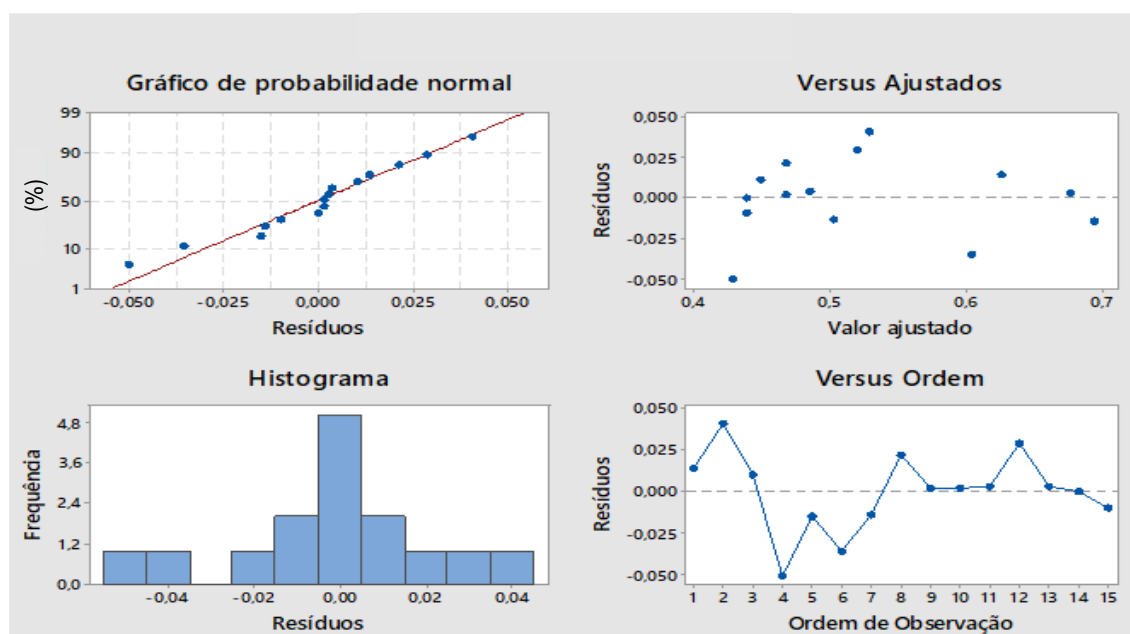 Gráfico de probabilidade normal
99
90
50
10
1
(%)
-0,050 -0,025 0,000 0,025 0,050
Resíduos
Versus Ajustados
0,050
0,025
0,000
-0,025
-0,050
Resíduos
0,4 0,5 0,6 0,7
Valor ajustado
Histograma
4,8
3,6
2,4
1,2
0,0
Frequência
-0,04 -0,02 0,00 0,02 0,04
Resíduos
Versus Ordem
0,050
0,025
0,000
-0,025
-0,050
Resíduos
1 2 3 4 5 6 7 8 9 10 11 12 13 14 15
Ordem de Observação